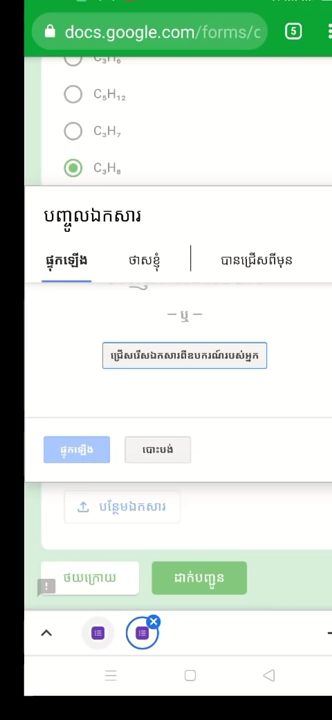 docs.google.com/forms/c
5
C₃H₆
C₅H₁₂
C₃H₇
C₃H₈
បញ្ចូលឯកសារ
ផ្ទុកឡើង
ថាសខ្ញុំ
បានជ្រើសពីមុន
— ឬ —
ជ្រើសរើសឯកសារពីឧបករណ៍របស់អ្នក
ផ្ទុកឡើង
បោះបង់
បន្ថែមឯកសារ
ថយក្រោយ
ដាក់បញ្ជូន